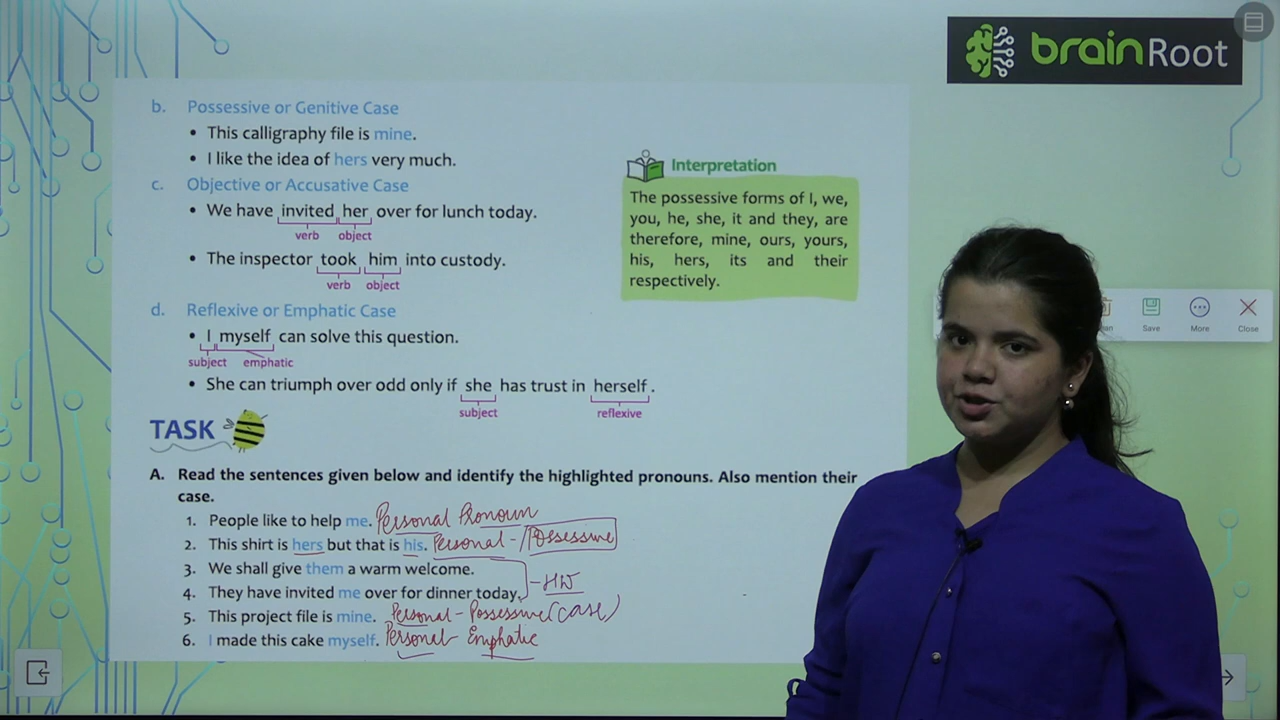 brainRoot
b. Possessive or Genitive Case
• This calligraphy file is mine.
• I like the idea of hers very much.
c. Objective or Accusative Case
• We have invited her over for lunch today.
verb object
• The inspector took him into custody.
verb object
d. Reflexive or Emphatic Case
• I myself can solve this question.
subject emphatic
• She can triumph over odd only if she has trust in herself.
subject reflexive
Interpretation
The possessive forms of I, we,
you, he, she, it and they, are
therefore, mine, ours, yours,
his, hers, its and their
respectively.
Save More Close
TASK
A. Read the sentences given below and identify the highlighted pronouns. Also mention their
case.
1. People like to help me. Personal Pronoun
2. This shirt is hers but that is his. Personal - Possessive
3. We shall give them a warm welcome.
4. They have invited me over for dinner today. - HW
5. This project file is mine. Personal - Possessive (case)
6. I made this cake myself. Personal - Emphatic